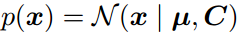 p(𝒙) = 𝒩(𝒙 | 𝝁, 𝑪)